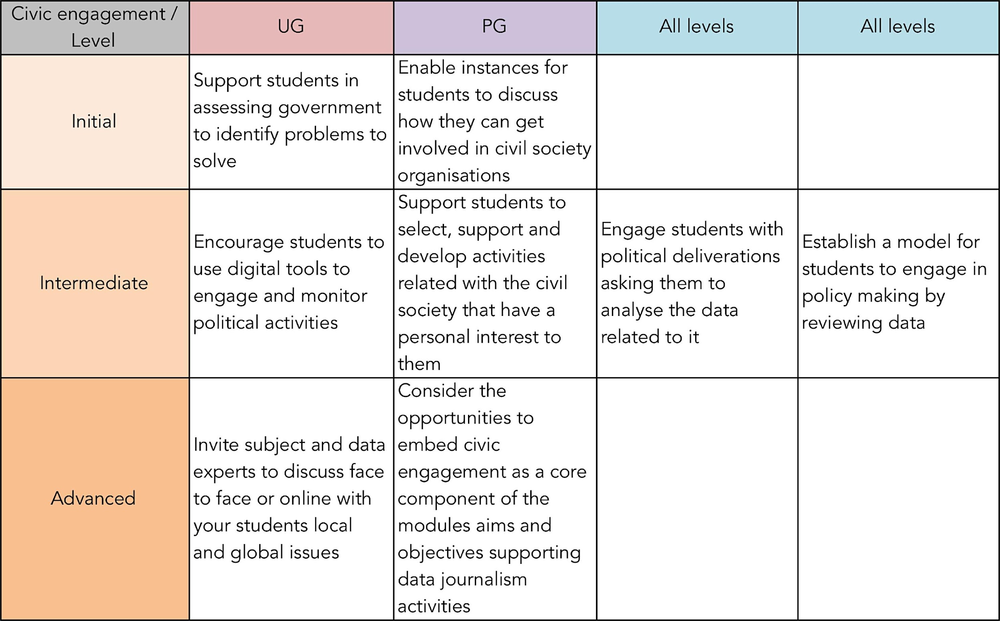 Civic engagement /
Level
UG
PG
All levels
All levels
Initial
Support students in
assessing government
to identify problems to
solve
Enable instances for
students to discuss
how they can get
involved in civil society
organisations
Intermediate
Encourage students to
use digital tools to
engage and monitor
political activities
Support students to
select, support and
develop activities
related with the civil
society that have a
personal interest to
them
Engage students with
political deliverations
asking them to
analyse the data
related to it
Establish a model for
students to engage in
policy making by
reviewing data
Advanced
Invite subject and data
experts to discuss face
to face or online with
your students local
and global issues
Consider the
opportunities to
embed civic
engagement as a core
component of the
modules aims and
objectives supporting
data journalism
activities